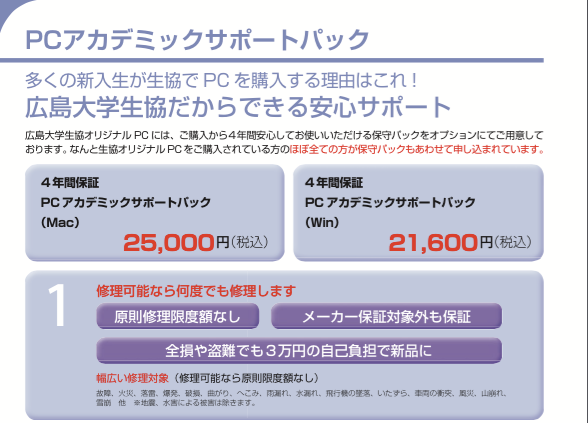 PCアカデミックサポートパック
多くの新入生が生協で PC を購入する理由はこれ！
広島大学生協だからできる安心サポート
広島大学生協オリジナル PC には、ご購入から４年間安心してお使いいただける保守パックをオプションにてご用意して
おります。なんと生協オリジナル PC をご購入されている方のほぼ全ての方が保守パックもあわせて申し込まれています。
４年間保証
PC アカデミックサポートパック
（Mac）
25,000円（税込）
４年間保証
PC アカデミックサポートパック
（Win）
21,600円（税込）
1
修理可能なら何度でも修理します
原則修理限度額なし
メーカー保証対象外も保証
全損や盗難でも３万円の自己負担で新品に
幅広い修理対象（修理可能なら原則限度額なし）
故障、火災、落雷、爆発、破損、曲がり、へこみ、雨漏れ、水漏れ、飛行機の墜落、いたずら、車両の衝突、風災、山崩れ、
雪崩　他　※地震、水害による被害は除きます。